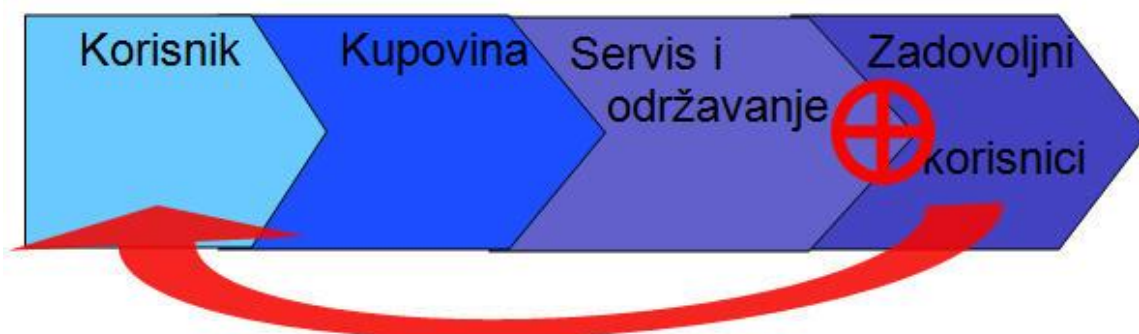 Korisnik
Kupovina
Servis i
održavanje
Zadovoljni
korisnici